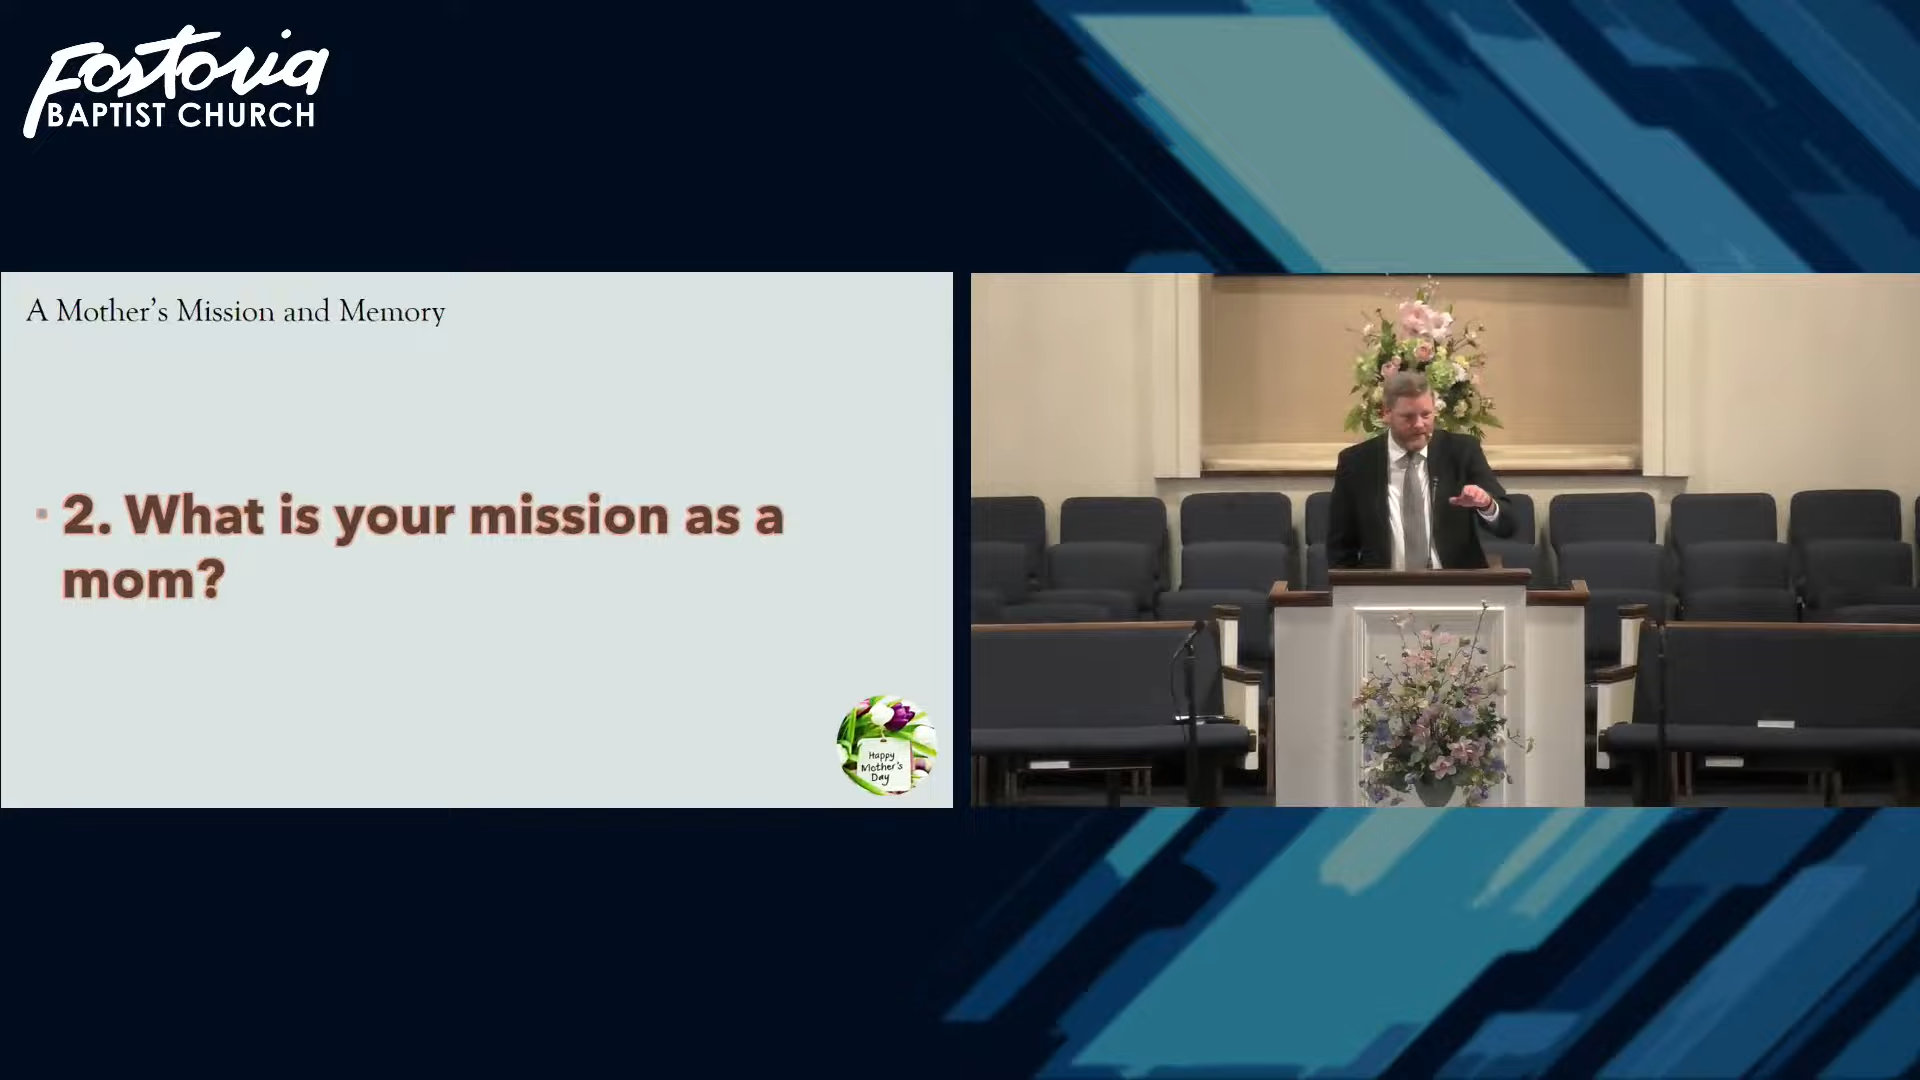 Fostoria
BAPTIST CHURCH
A Mother's Mission and Memory
2. What is your mission as a
mom?
Happy
Mother's
Day